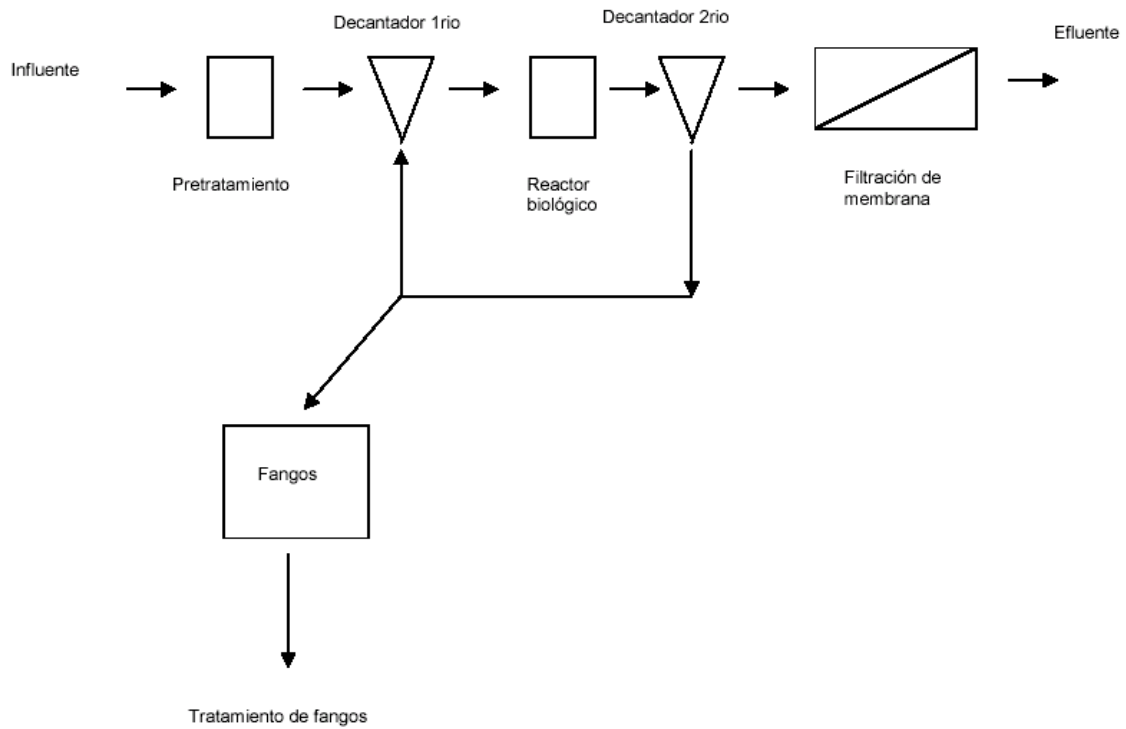 Decantador 1rio
Decantador 2rio
Efluente
Influente
Pretratamiento
Reactor
biológico
Filtración de
membrana
Fangos
Tratamiento de fangos